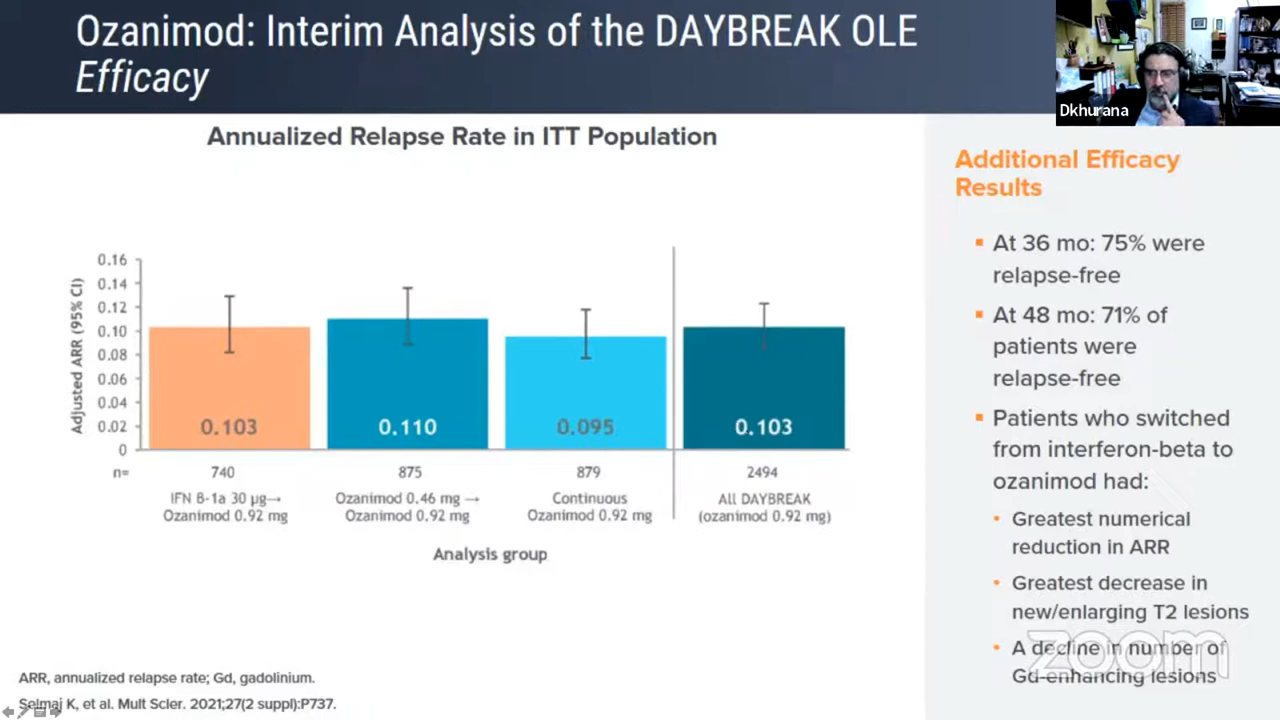 Ozanimod: Interim Analysis of the DAYBREAK OLE
Efficacy
Dkhurana
Annualized Relapse Rate in ITT Population
Adjusted ARR (95% CI)
0.16
0.14
0.12
0.10
0.08
0.06
0.04
0.02
0
0.103
0.110
0.095
0.103
n=
740
875
879
2494
IFN B-1a 30 µg→
Ozanimod 0.92 mg
Ozanimod 0.46 mg →
Ozanimod 0.92 mg
Continuous
Ozanimod 0.92 mg
All DAYBREAK
(ozanimod 0.92 mg)
Analysis group
Additional Efficacy
Results
At 36 mo: 75% were
relapse-free
At 48 mo: 71% of
patients were
relapse-free
Patients who switched
from interferon-beta to
ozanimod had:
Greatest numerical
reduction in ARR
Greatest decrease in
new/enlarging T2 lesions
A decline in number of
Gd-enhancing lesions
zoom
ARR, annualized relapse rate; Gd, gadolinium.
Selmaj K, et al. Mult Scler. 2021;27(2 suppl):P737.